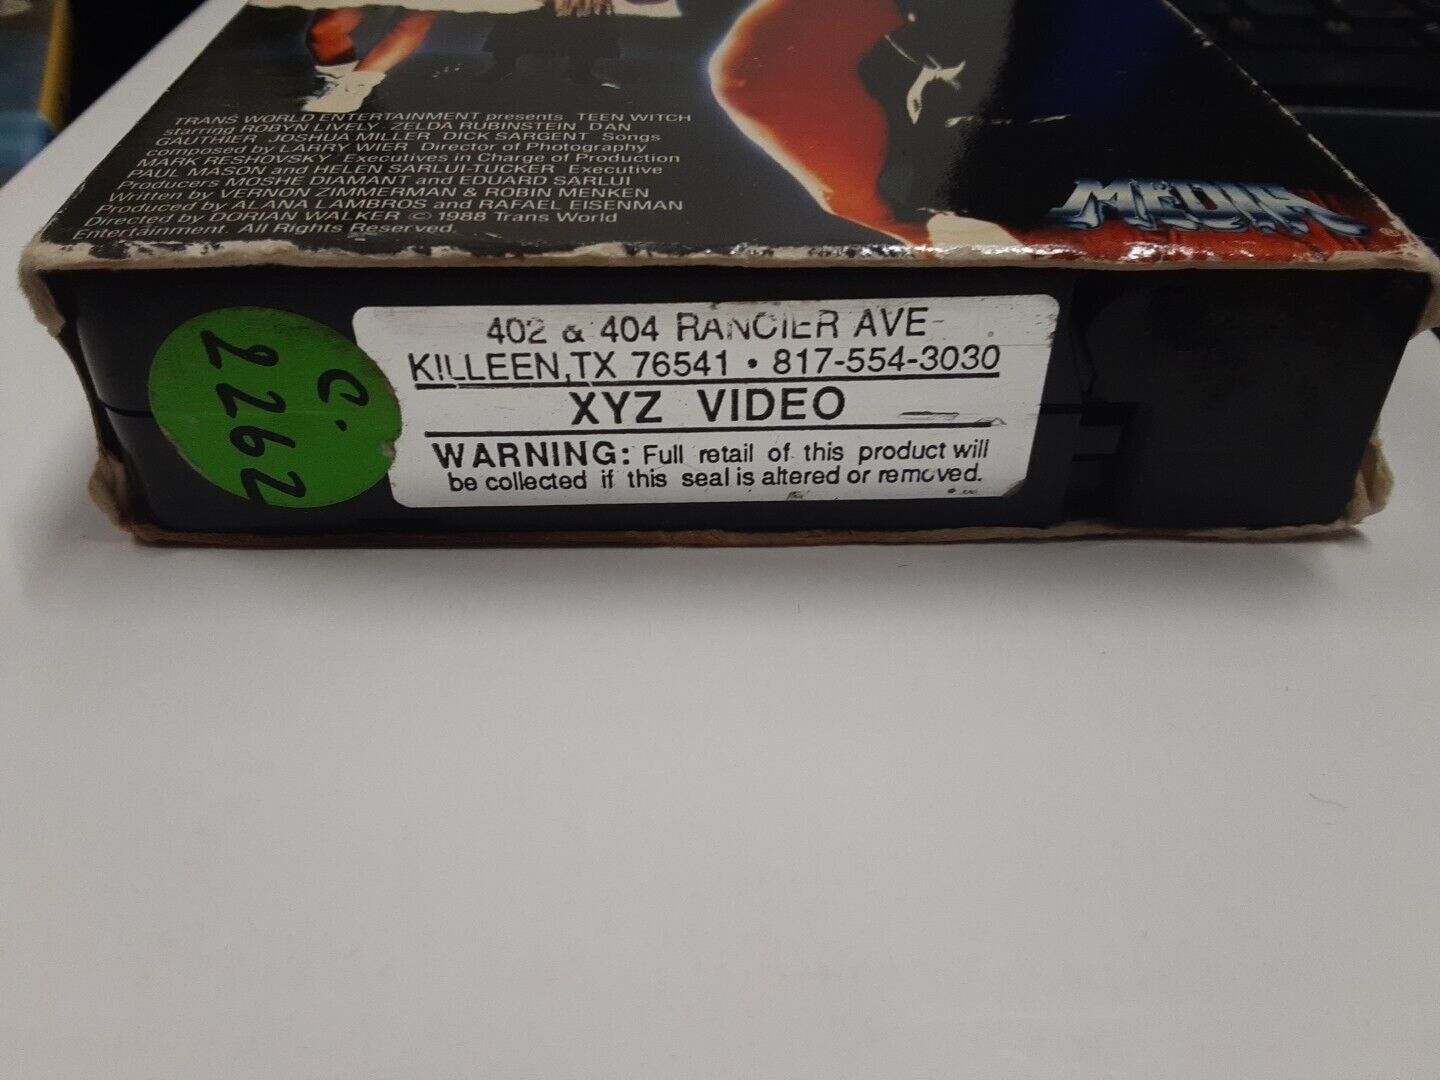 TRANS WORLD ENTERTAINMENT presents TEEN WITCH
starring ROBYN LIVELY ZELDA RUBINSTEIN DAN
GAUTHIER JOSHUA MILLER DICK SARGENT Songs
composed by LARRY WIER Director of Photography
MARK RESHOVSKY Executives in Charge of Production
PAUL MASON and HELEN SARLUI-TUCKER Executive
Producers MOSHE DIAMANT and EDUARD SARLUI
Written by VERNON ZIMMERMAN & ROBIN MENKEN
Produced by ALANA LAMBROS and RAFAEL EISENMAN
Directed by DORIAN WALKER © 1988 Trans World
Entertainment. All Rights Reserved.
MEDIA
®
C.
2262
402 & 404 RANCIER AVE
KILLEEN, TX 76541 • 817-554-3030
XYZ VIDEO
WARNING: Full retail of this product will
be collected if this seal is altered or removed.